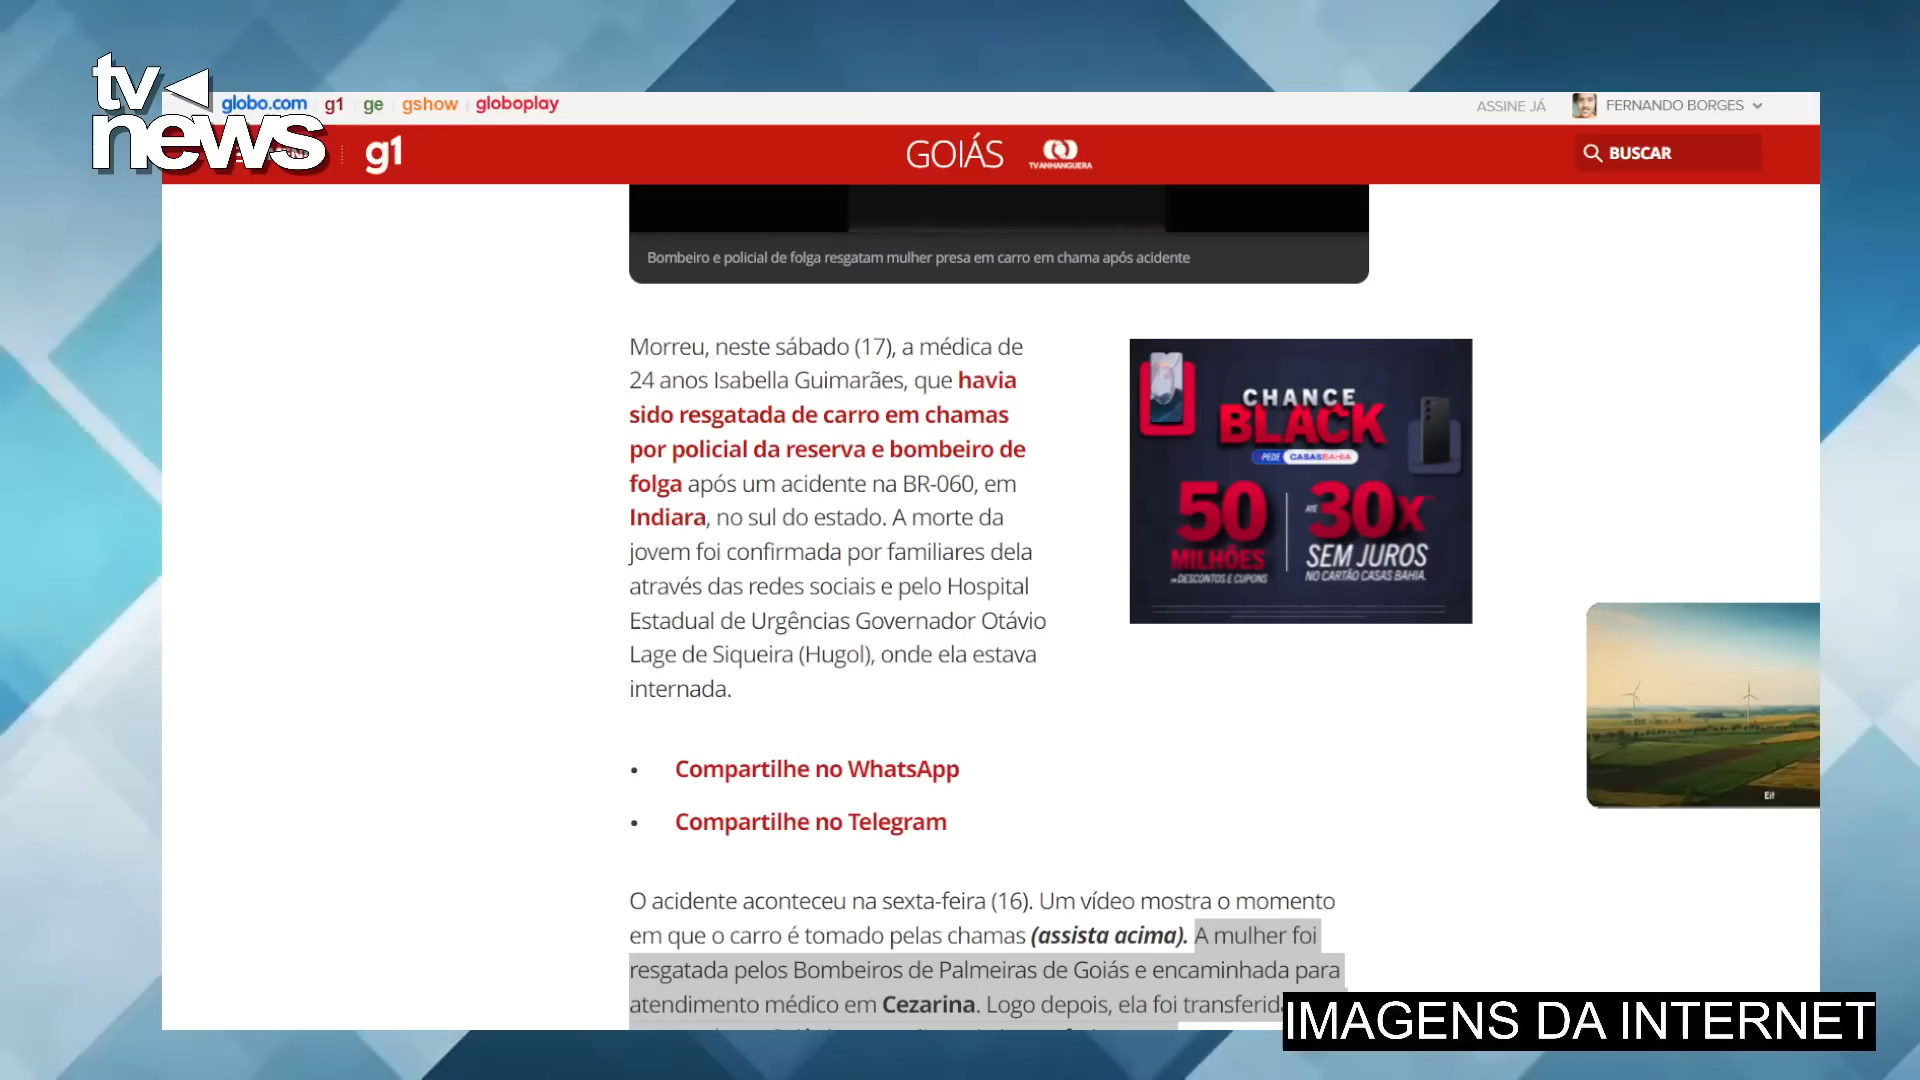 tv
news
globo.com
g1
ge
gshow
globoplay
ASSINE JÁ
FERNANDO BORGES
g1
GOIÁS
TV ANHANGUERA
BUSCAR
Bombeiro e policial de folga resgatam mulher presa em carro em chama após acidente
Morreu, neste sábado (17), a médica de
24 anos Isabella Guimarães, que havia
sido resgatada de carro em chamas
por policial da reserva e bombeiro de
folga após um acidente na BR-060, em
Indiara, no sul do estado. A morte da
jovem foi confirmada por familiares dela
através das redes sociais e pelo Hospital
Estadual de Urgências Governador Otávio
Lage de Siqueira (Hugol), onde ela estava
internada.
CHANCE
BLACK
PEDE CASASBAHIA
50
MILHÕES
EM DESCONTOS E CUPONS
ATÉ
30x
SEM JUROS
NO CARTÃO CASAS BAHIA.
Ei!
• Compartilhe no WhatsApp
• Compartilhe no Telegram
O acidente aconteceu na sexta-feira (16). Um vídeo mostra o momento
em que o carro é tomado pelas chamas (assista acima). A mulher foi
resgatada pelos Bombeiros de Palmeiras de Goiás e encaminhada para
atendimento médico em Cezarina. Logo depois, ela foi transferida
IMAGENS DA INTERNET